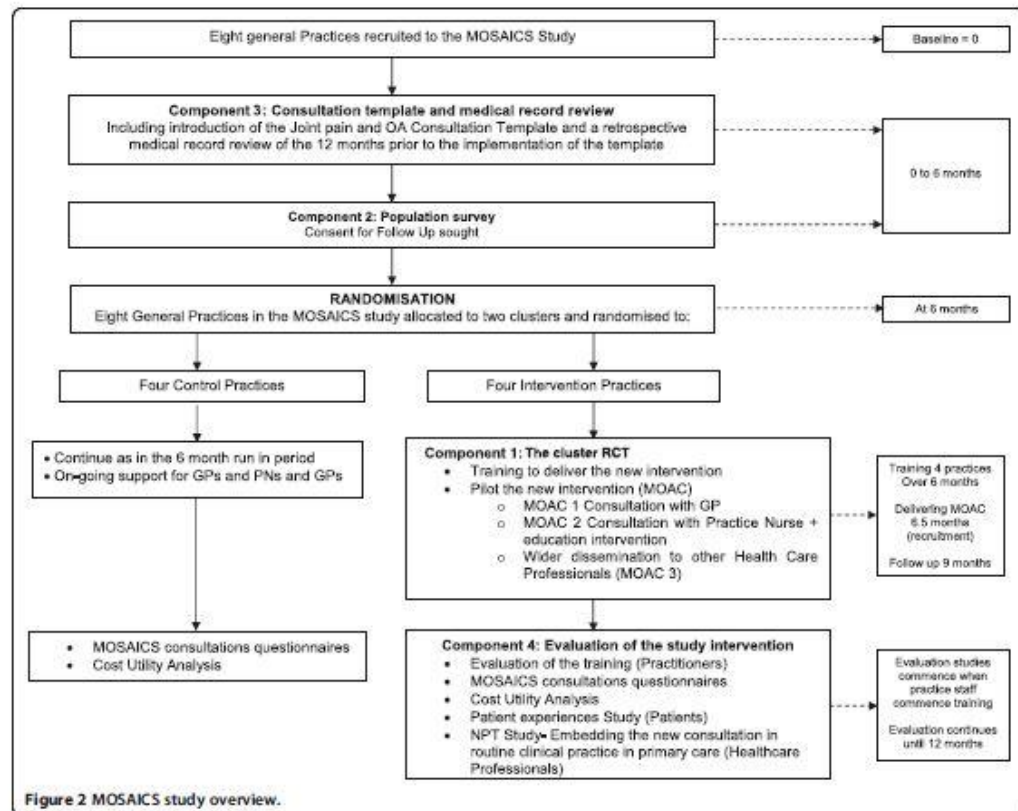 Eight general Practices recruited to the MOSAICS Study
Baseline = 0
Component 3: Consultation template and medical record review
Including introduction of the Joint pain and OA Consultation Template and a retrospective
medical record review of the 12 months prior to the implementation of the template
0 to 6 months
Component 2: Population survey
Consent for Follow Up sought
RANDOMISATION
Eight General Practices in the MOSAICS study allocated to two clusters and randomised to:
At 6 months
Four Control Practices
Four Intervention Practices
• Continue as in the 6 month run in period
• On-going support for GPs and PNs and GPs
Component 1: The cluster RCT
• Training to deliver the new intervention
• Pilot the new intervention (MOAC)
o MOAC 1 Consultation with GP
o MOAC 2 Consultation with Practice Nurse +
education intervention
o Wider dissemination to other Health Care
Professionals (MOAC 3)
Training 4 practices
Over 6 months
Delivering MOAC
6.5 months
(recruitment)
Follow up 9 months
• MOSAICS consultations questionnaires
• Cost Utility Analysis
Component 4: Evaluation of the study intervention
• Evaluation of the training (Practitioners)
• MOSAICS consultations questionnaires
• Cost Utility Analysis
• Patient experiences Study (Patients)
• NPT Study- Embedding the new consultation in
routine clinical practice in primary care (Healthcare
Professionals)
Evaluation studies
commence when
practice staff
commence training
Evaluation continues
until 12 months
Figure 2 MOSAICS study overview.